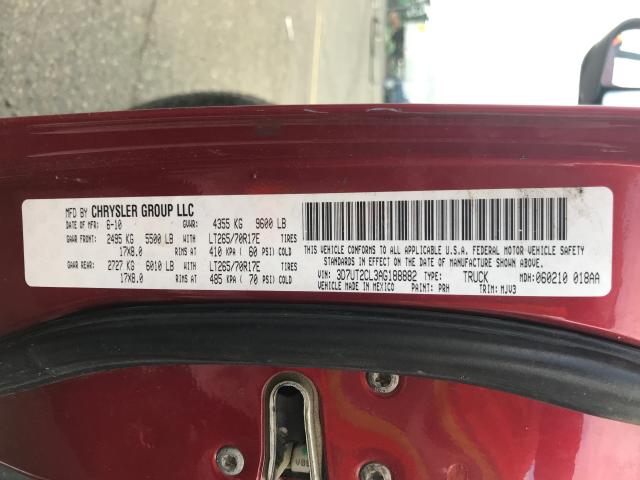 MFD BY CHRYSLER GROUP LLC
DATE OF MFR: 6-10 GVWR: 4355 KG 9600 LB
GAWR FRONT: 2495 KG 5500 LB WITH LT265/70R17E TIRES
17X8.0 RIMS AT 410 KPA ( 60 PSI) COLD
GAWR REAR: 2727 KG 6010 LB WITH LT265/70R17E TIRES
17X8.0 RIMS AT 485 KPA ( 70 PSI) COLD
THIS VEHICLE CONFORMS TO ALL APPLICABLE U.S.A. FEDERAL MOTOR VEHICLE SAFETY
STANDARDS IN EFFECT ON THE DATE OF MANUFACTURE SHOWN ABOVE.
VIN: 3D7UT2CL3AG188882 TYPE: TRUCK MDH: 060210 018AA
VEHICLE MADE IN MEXICO PAINT: PRH TRIM: MJV3